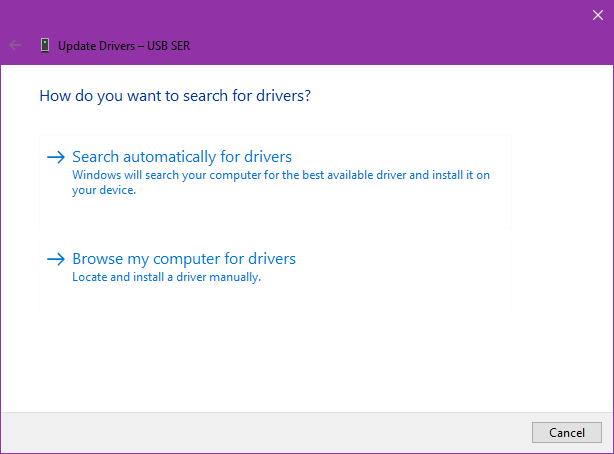 Update Drivers – USB SER
How do you want to search for drivers?
Search automatically for drivers
Windows will search your computer for the best available driver and install it on
your device.
Browse my computer for drivers
Locate and install a driver manually.
Cancel